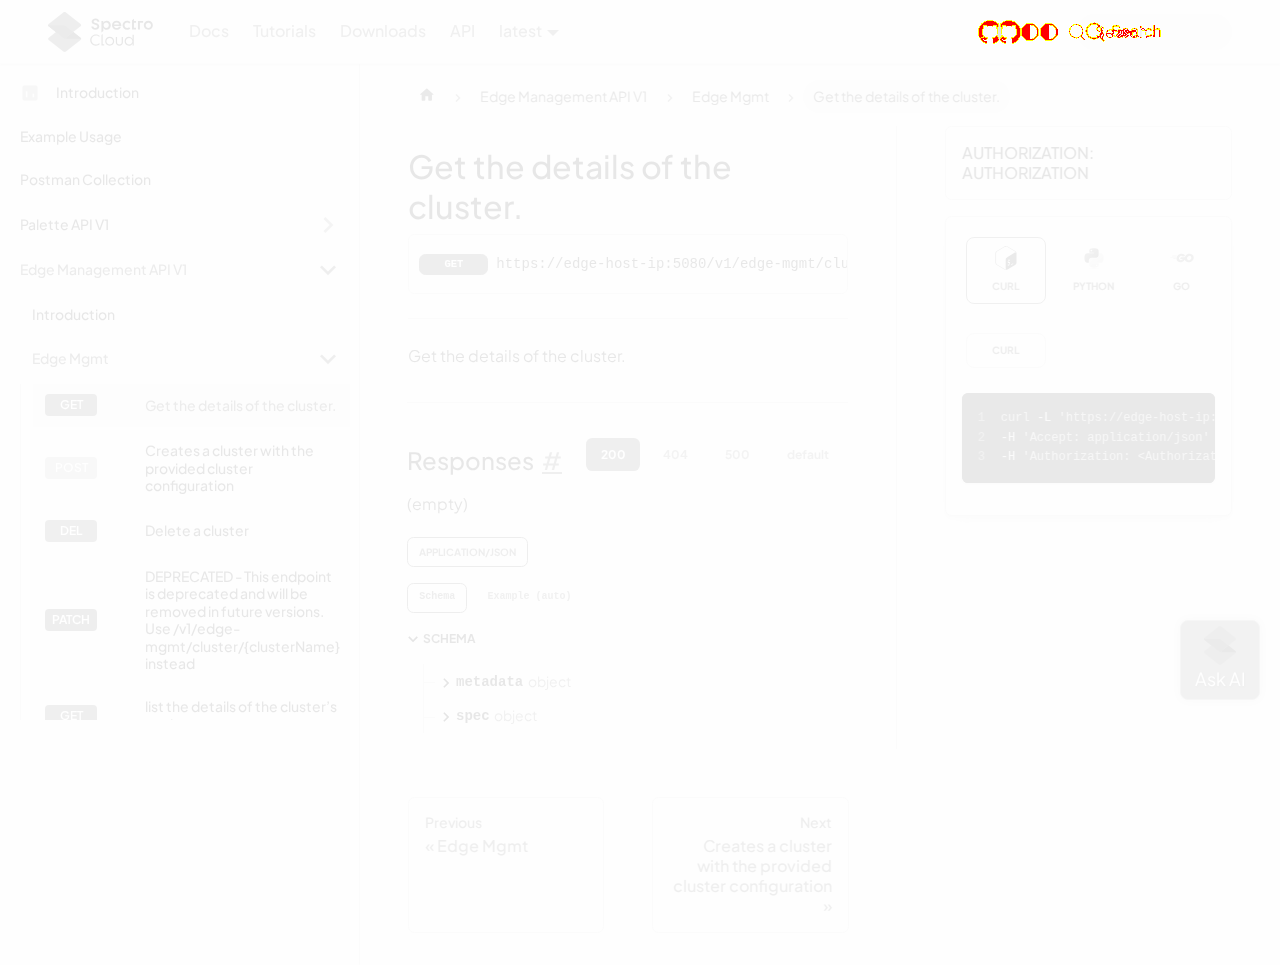 Spectro Cloud
Docs
Tutorials
Downloads
API
latest
Introduction
Example Usage
Postman Collection
Palette API V1
Edge Management API V1
Introduction
Edge Mgmt
GET Get the details of the cluster.
POST Creates a cluster with the
provided cluster
configuration
DEL Delete a cluster
PATCH DEPRECATED - This endpoint
is deprecated and will be
removed in future versions.
Use /v1/edge-
mgmt/cluster/{clusterName}
instead
GET list the details of the cluster's
Edge Management API V1
Edge Mgmt
Get the details of the cluster.
Get the details of the
cluster.
GET https://edge-host-ip:5080/v1/edge-mgmt/clu
Get the details of the cluster.
Responses #
200
404
500
default
(empty)
APPLICATION/JSON
Schema
Example (auto)
SCHEMA
metadata object
spec object
Previous
« Edge Mgmt
Next
Creates a cluster
with the provided
cluster configuration
»
AUTHORIZATION:
AUTHORIZATION
CURL
PYTHON
GO
GO
CURL
1 curl -L 'https://edge-host-ip:
2 -H 'Accept: application/json'
3 -H 'Authorization: <Authorizat
Ask AI